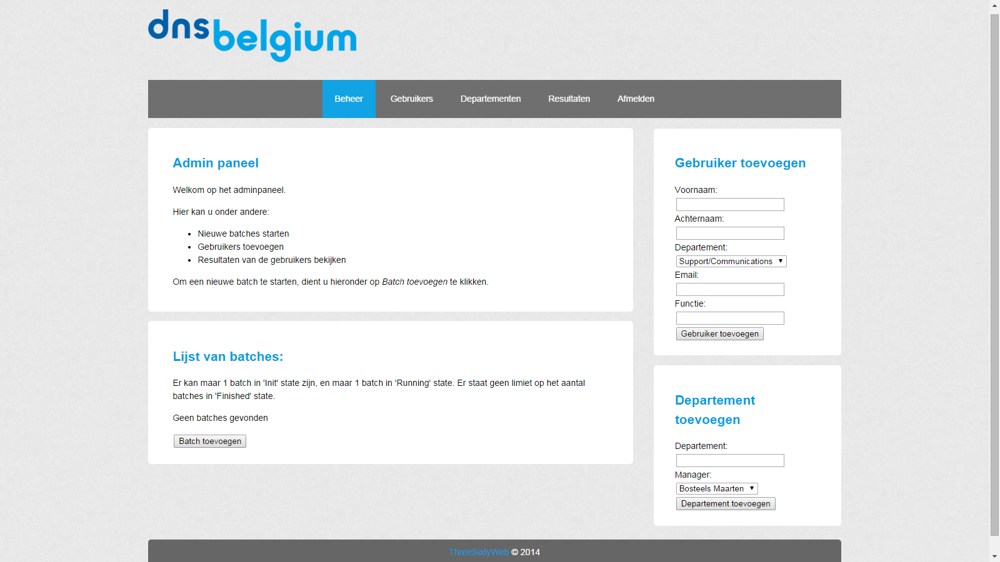 dnsbelgium
Beheer Gebruikers Departementen Resultaten Afmelden
Admin paneel
Welkom op het adminpaneel.
Hier kan u onder andere:
• Nieuwe batches starten
• Gebruikers toevoegen
• Resultaten van de gebruikers bekijken
Om een nieuwe batch te starten, dient u hieronder op Batch toevoegen te klikken.
Lijst van batches:
Er kan maar 1 batch in 'Init' state zijn, en maar 1 batch in 'Running' state. Er staat geen limiet op het aantal
batches in 'Finished' state.
Geen batches gevonden
Batch toevoegen
Gebruiker toevoegen
Voornaam:
Achternaam:
Departement:
Support/Communications
Email:
Functie:
Gebruiker toevoegen
Departement
toevoegen
Departement:
Manager:
Bosteels Maarten
Departement toevoegen
ThreeSixtyWeb © 2014